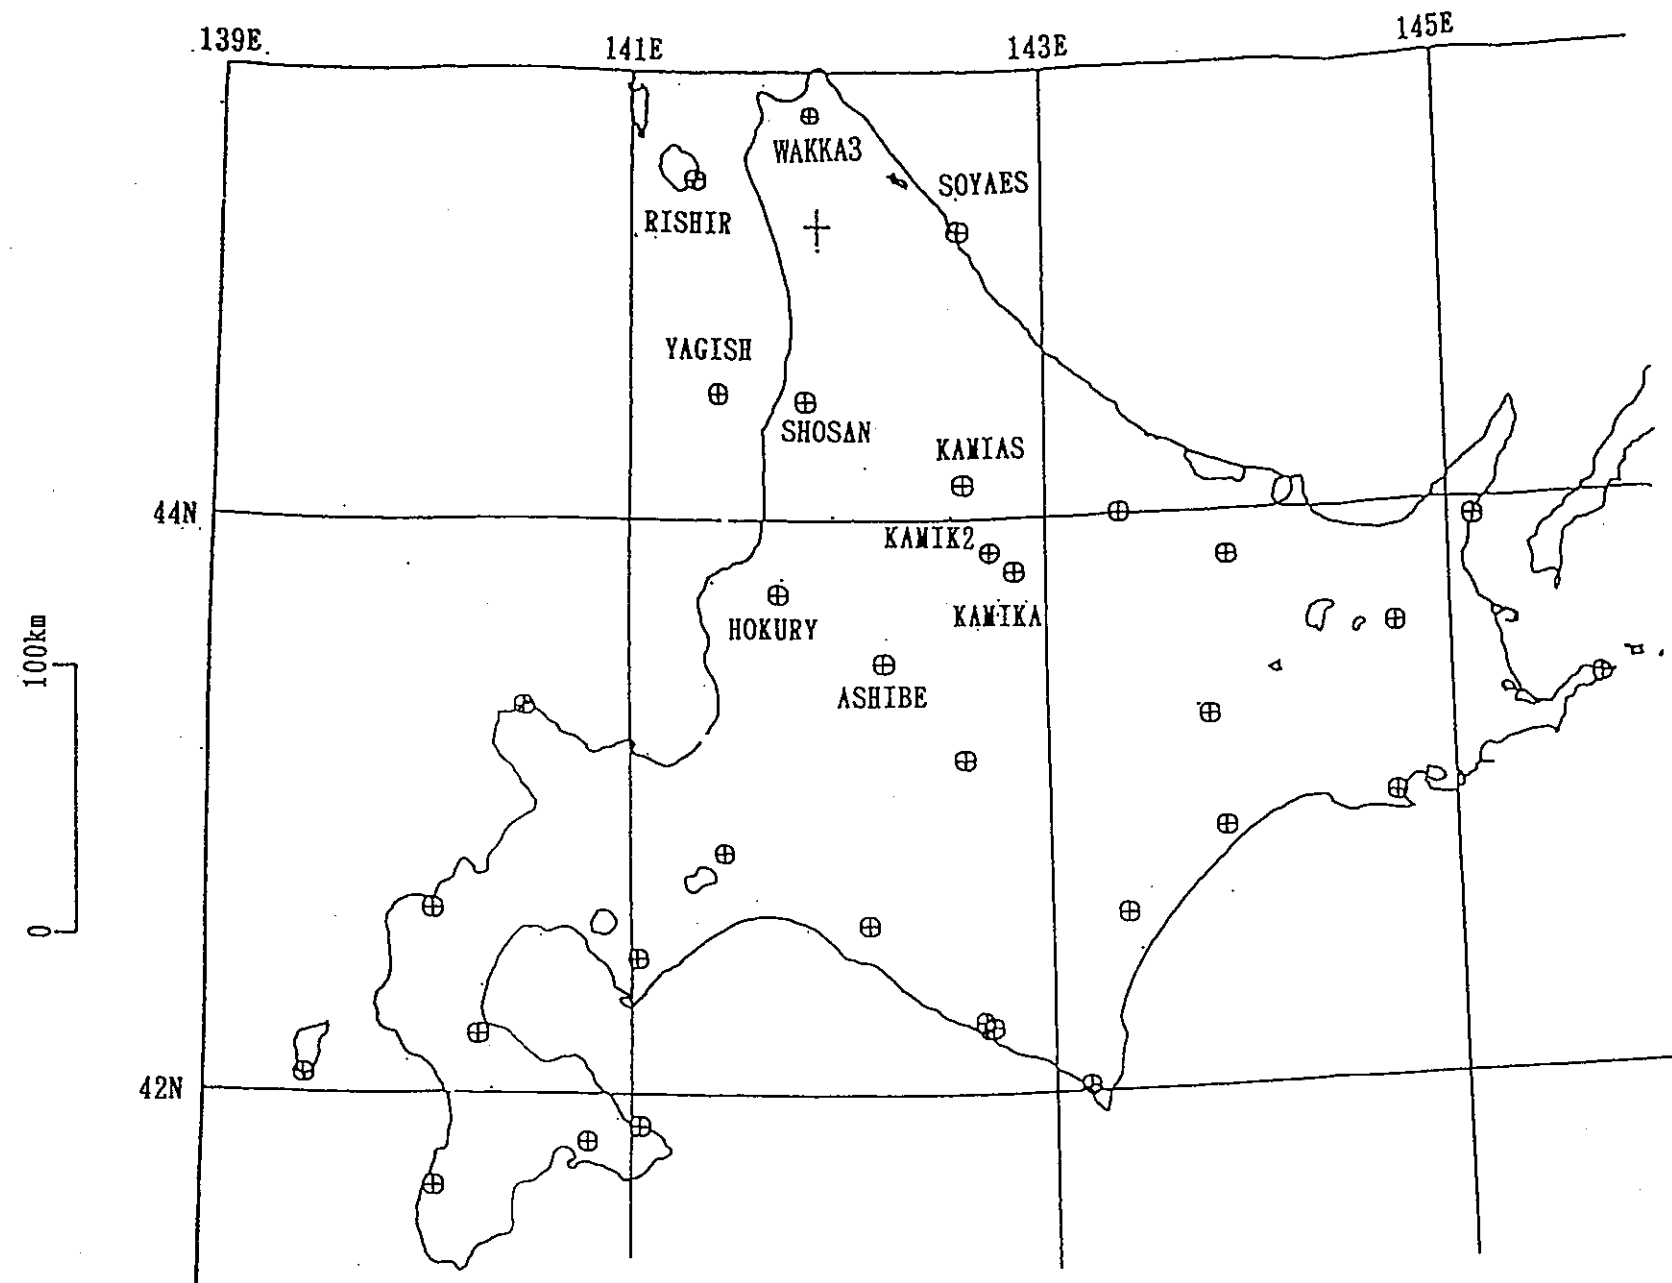 139E
141E
143E
145E
WAKKA3
SOYAES
RISHIR
YAGISH
SHOSAN
KAMIAS
44N
KAMIK2
KAMIKA
HOKURY
100km
ASHIBE
0
42N